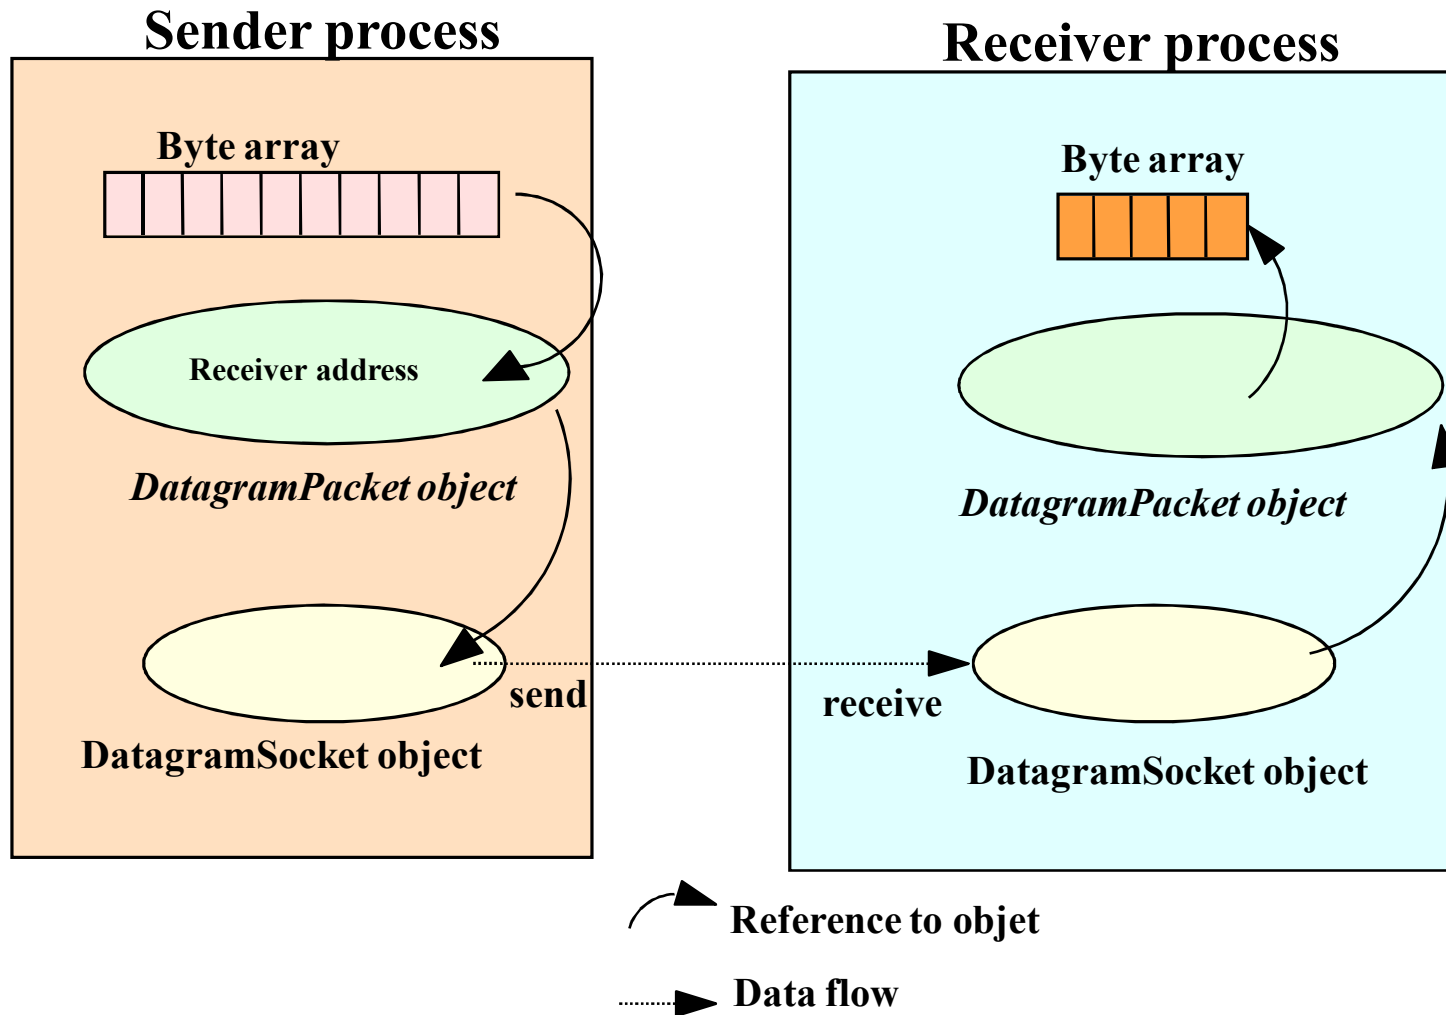 Sender process
Byte array
Receiver address
DatagramPacket object
send
DatagramSocket object
Receiver process
Byte array
DatagramPacket object
receive
DatagramSocket object
Reference to objet
Data flow